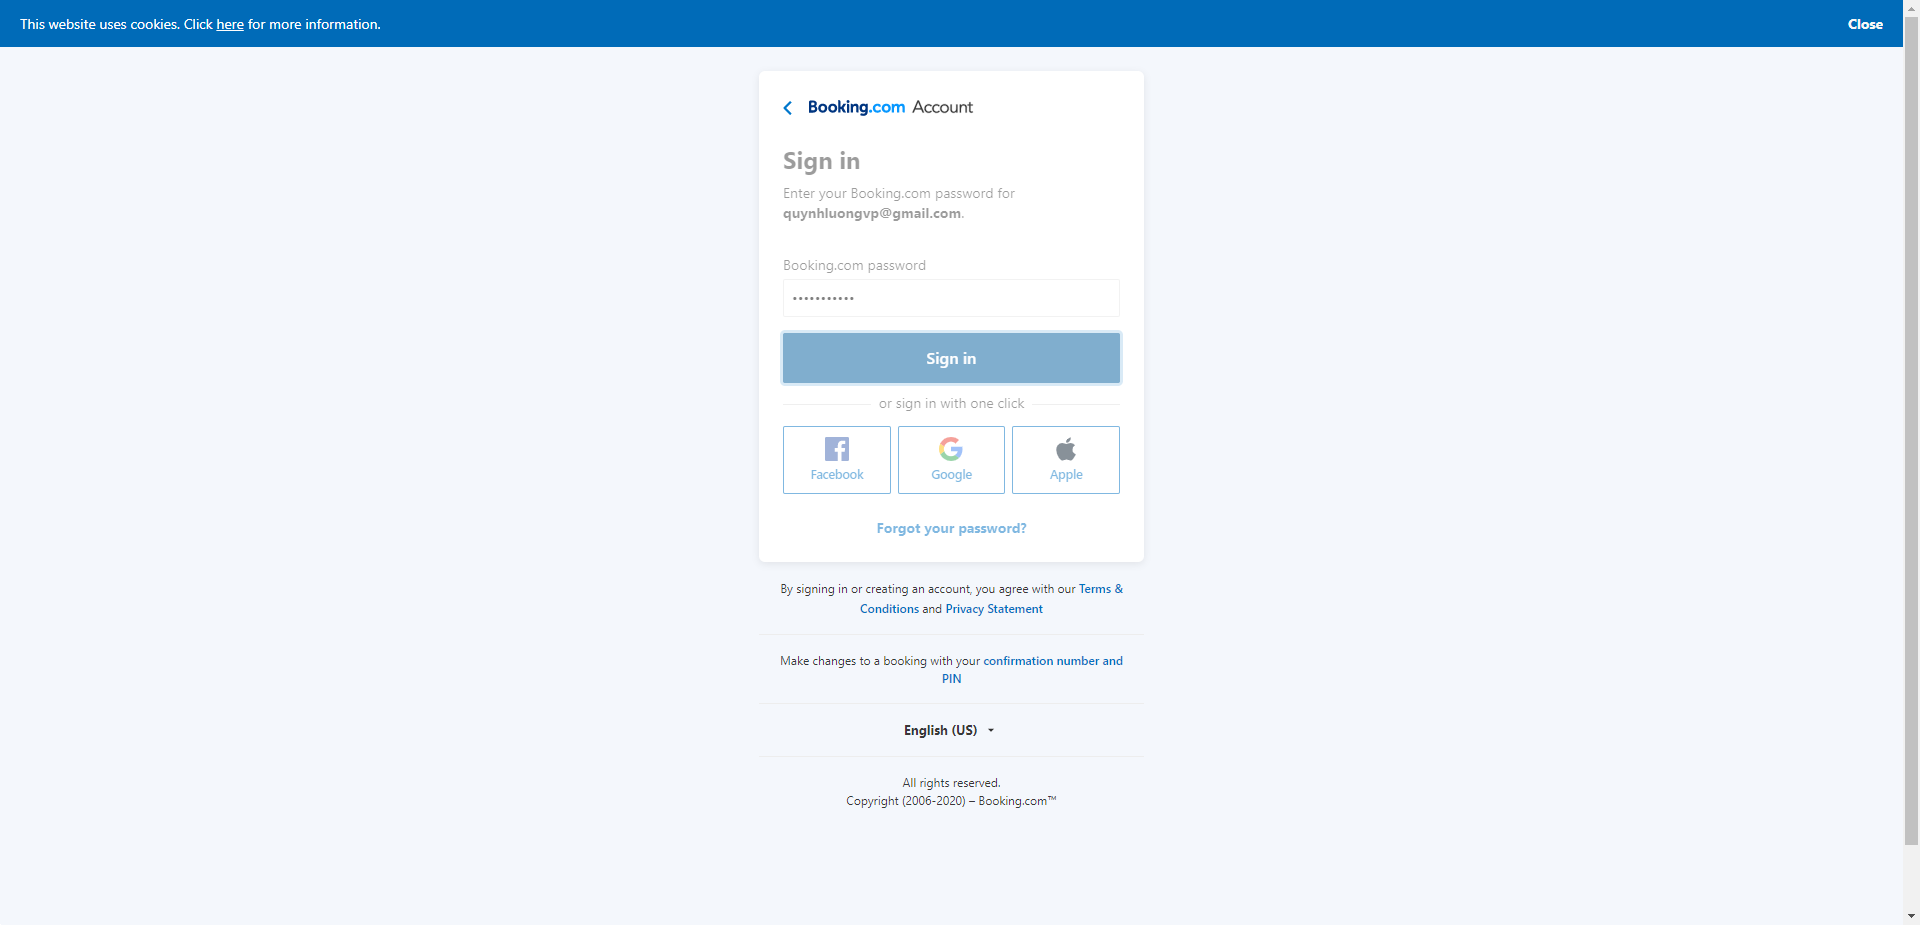 This website uses cookies. Click here for more information.
Close
Booking.com Account
Sign in
Enter your Booking.com password for
quynhluongvp@gmail.com.
Booking.com password
•••••••••••
Sign in
or sign in with one click
Facebook
Google
Apple
Forgot your password?
By signing in or creating an account, you agree with our Terms &
Conditions and Privacy Statement
Make changes to a booking with your confirmation number and
PIN
English (US)
All rights reserved.
Copyright (2006-2020) – Booking.com™